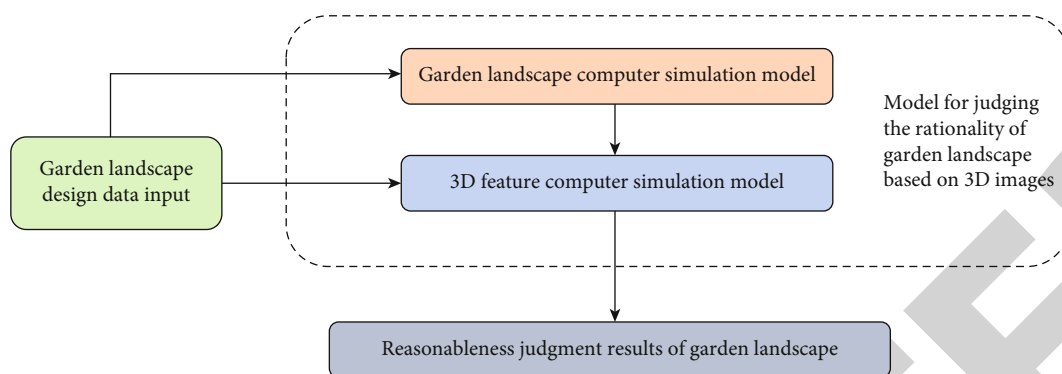 Garden landscape computer simulation model
Model for judging
the rationality of
garden landscape
based on 3D images
Garden landscape
design data input
3D feature computer simulation model
Reasonableness judgment results of garden landscape